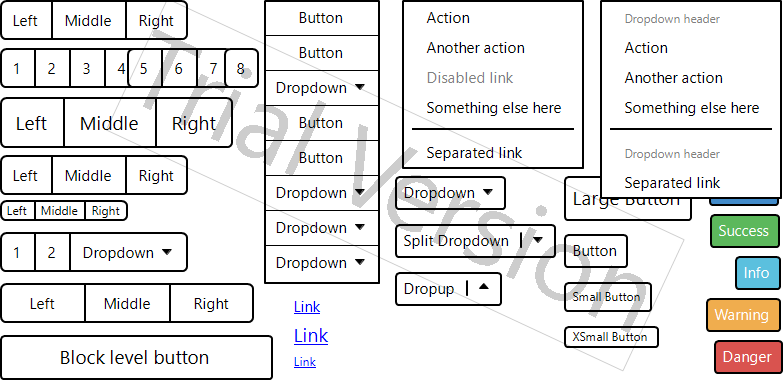 Left Middle Right
1 2 3 4 5 6 7 8
Left Middle Right
Left Middle Right
Left Middle Right
1 2 Dropdown
Left Middle Right
Block level button
Button
Button
Dropdown
Button
Button
Dropdown
Dropdown
Dropdown
Link
Link
Link
Action
Another action
Disabled link
Something else here
Separated link
Dropdown
Split Dropdown
Dropup
Dropdown header
Action
Another action
Something else here
Dropdown header
Separated link
Large Button
Button
Small Button
XSmall Button
Success
Info
Warning
Danger
Trial Version